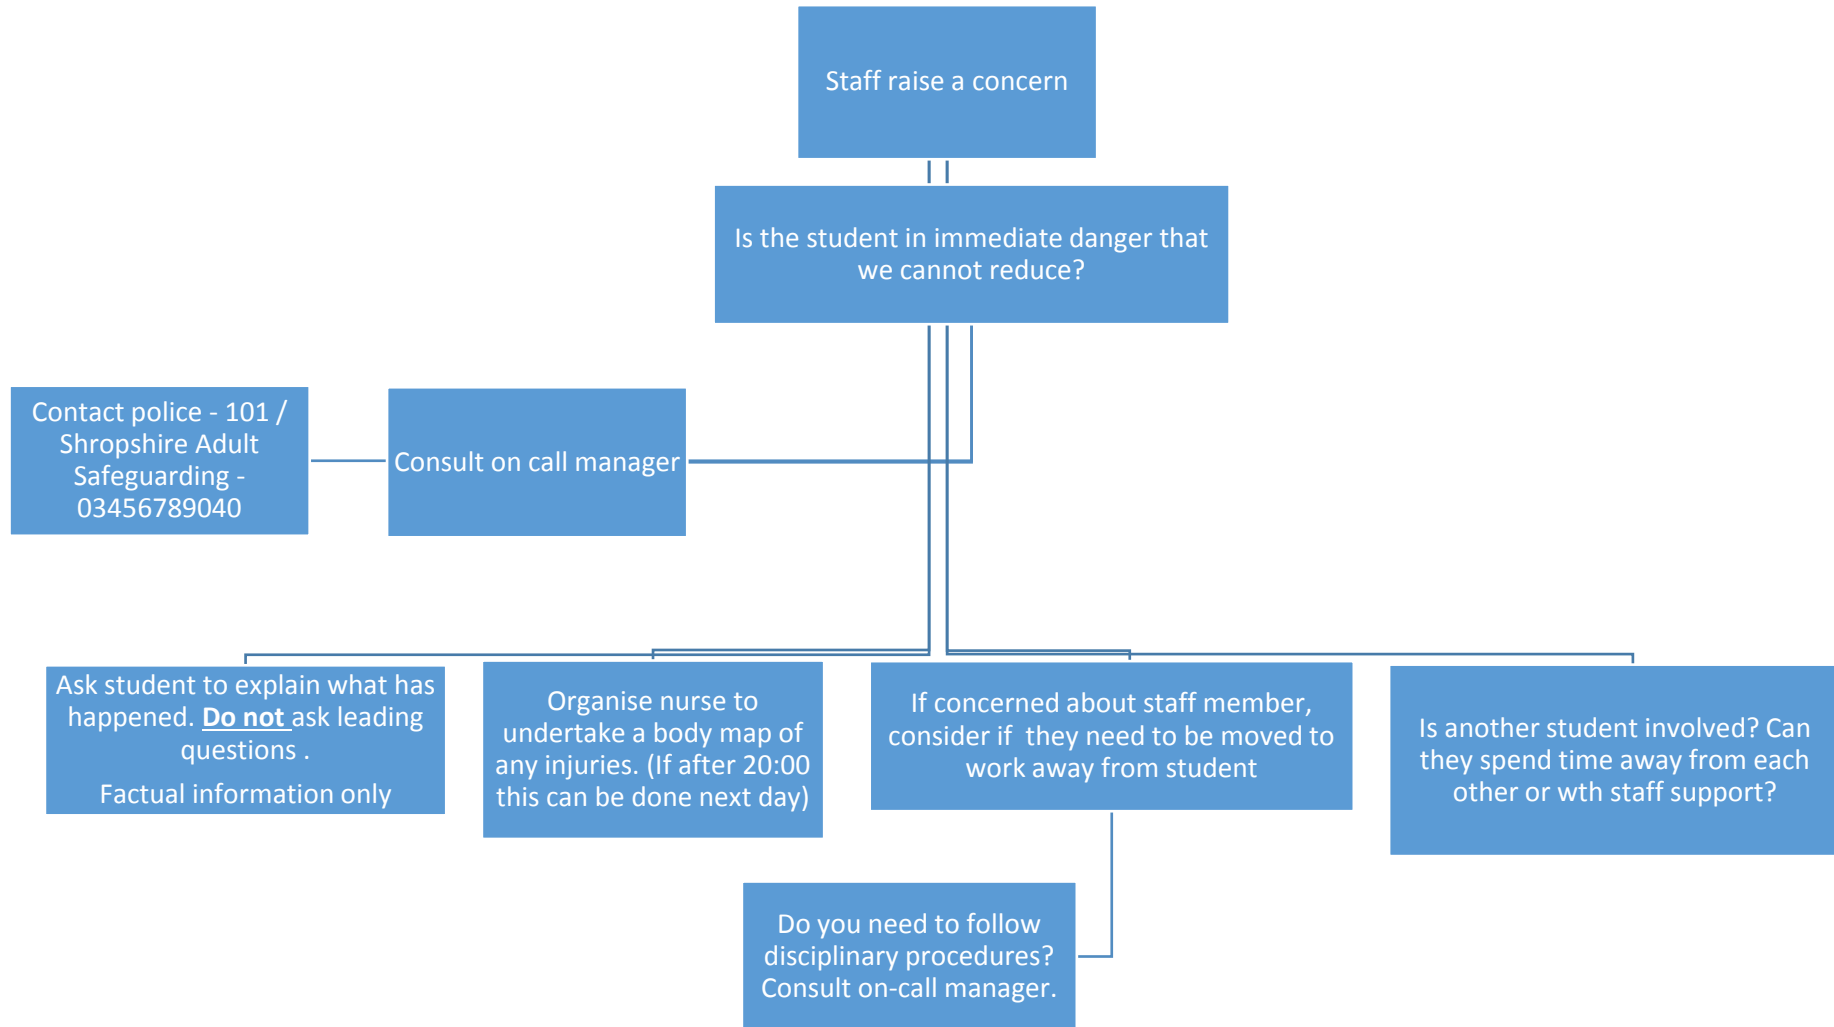 Staff raise a concern
Is the student in immediate danger that
we cannot reduce?
Contact police - 101 /
Shropshire Adult
Safeguarding -
03456789040
Consult on call manager
Ask student to explain what has
happened. Do not ask leading
questions .
Factual information only
Organise nurse to
undertake a body map of
any injuries. (If after 20:00
this can be done next day)
If concerned about staff member,
consider if they need to be moved to
work away from student
Is another student involved? Can
they spend time away from each
other or wth staff support?
Do you need to follow
disciplinary procedures?
Consult on-call manager.